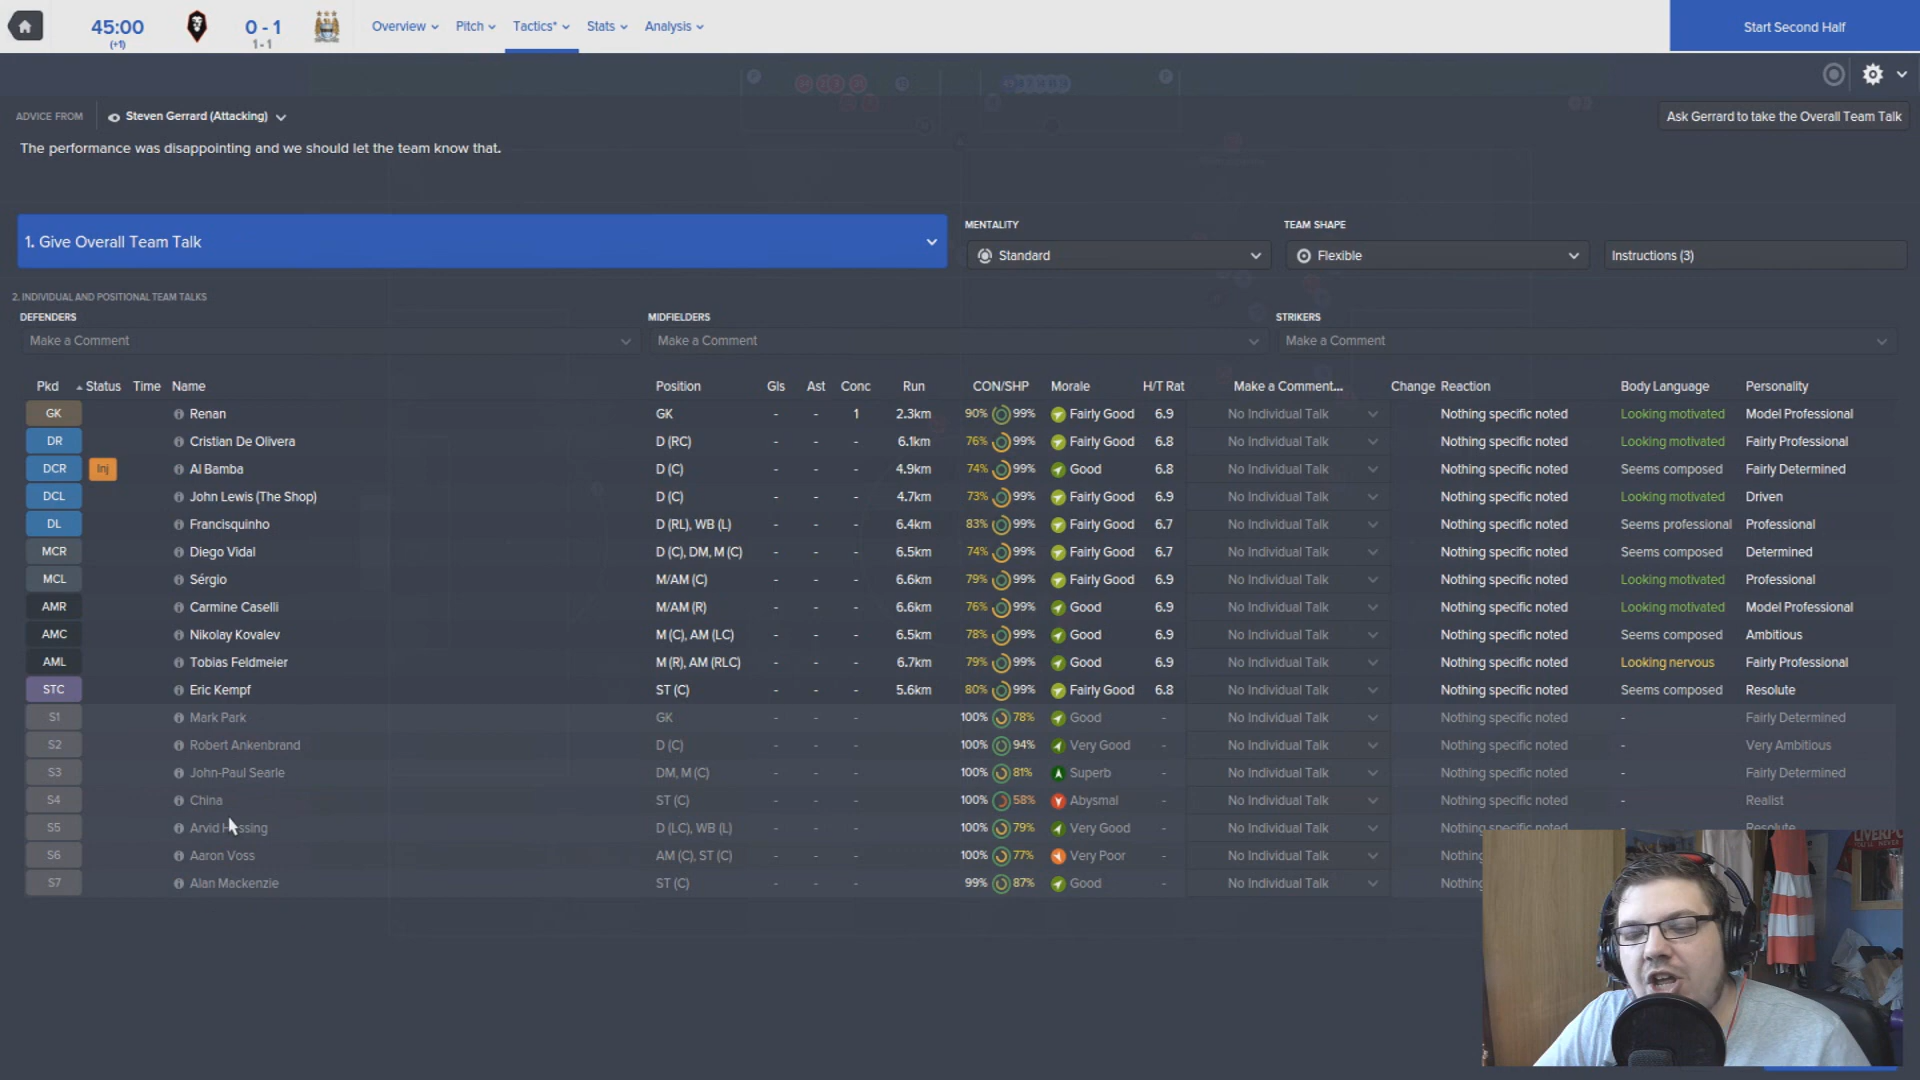 45:00
(+1)
0 - 1
1 - 1
Overview
Pitch
Tactics*
Stats
Analysis
Start Second Half
ADVICE FROM
Steven Gerrard (Attacking)
Ask Gerrard to take the Overall Team Talk
The performance was disappointing and we should let the team know that.
1. Give Overall Team Talk
MENTALITY
Standard
TEAM SHAPE
Flexible
Instructions (3)
2. INDIVIDUAL AND POSITIONAL TEAM TALKS
DEFENDERS MIDFIELDERS STRIKERS
Make a Comment Make a Comment Make a Comment
Pkd Status Time Name Position Gls Ast Conc Run CON/SHP Morale H/T Rat Make a Comment... Change Reaction Body Language Personality
GK Renan GK - - 1 2.3km 90% 99% Fairly Good 6.9 No Individual Talk Nothing specific noted Looking motivated Model Professional
DR Cristian De Olivera D (RC) - - - 6.1km 76% 99% Fairly Good 6.8 No Individual Talk Nothing specific noted Looking motivated Fairly Professional
DCR Inj Al Bamba D (C) - - - 4.9km 74% 99% Good 6.8 No Individual Talk Nothing specific noted Seems composed Fairly Determined
DCL John Lewis (The Shop) D (C) - - - 4.7km 73% 99% Fairly Good 6.9 No Individual Talk Nothing specific noted Looking motivated Driven
DL Francisquinho D (RL), WB (L) - - - 6.4km 83% 99% Fairly Good 6.7 No Individual Talk Nothing specific noted Seems professional Professional
MCR Diego Vidal D (C), DM, M (C) - - - 6.5km 74% 99% Fairly Good 6.7 No Individual Talk Nothing specific noted Seems composed Determined
MCL Sérgio M/AM (C) - - - 6.6km 79% 99% Fairly Good 6.9 No Individual Talk Nothing specific noted Looking motivated Professional
AMR Carmine Caselli M/AM (R) - - - 6.6km 76% 99% Good 6.9 No Individual Talk Nothing specific noted Looking motivated Model Professional
AMC Nikolay Kovalev M (C), AM (LC) - - - 6.5km 78% 99% Good 6.9 No Individual Talk Nothing specific noted Seems composed Ambitious
AML Tobias Feldmeier M (R), AM (RLC) - - - 6.7km 79% 99% Good 6.9 No Individual Talk Nothing specific noted Looking nervous Fairly Professional
STC Eric Kempf ST (C) - - - 5.6km 80% 99% Fairly Good 6.8 No Individual Talk Nothing specific noted Seems composed Resolute
S1 Mark Park GK - - - 100% 78% Good - No Individual Talk Nothing specific noted - Fairly Determined
S2 Robert Ankenbrand D (C) - - - 100% 94% Very Good - No Individual Talk Nothing specific noted - Very Ambitious
S3 John-Paul Searle DM, M (C) - - - 100% 81% Superb - No Individual Talk Nothing specific noted - Fairly Determined
S4 China ST (C) - - - 100% 58% Abysmal - No Individual Talk Nothing specific noted - Realist
S5 Arvid D (LC), WB (L) - - - 100% 79% Very Good - No Individual Talk Nothing specific noted - Resolute
S6 Aaron Voss AM (C), ST (C) - - - 100% 77% Very Poor - No Individual Talk Nothing
S7 Alan Mackenzie ST (C) - - - 99% 87% Good - No Individual Talk Nothing